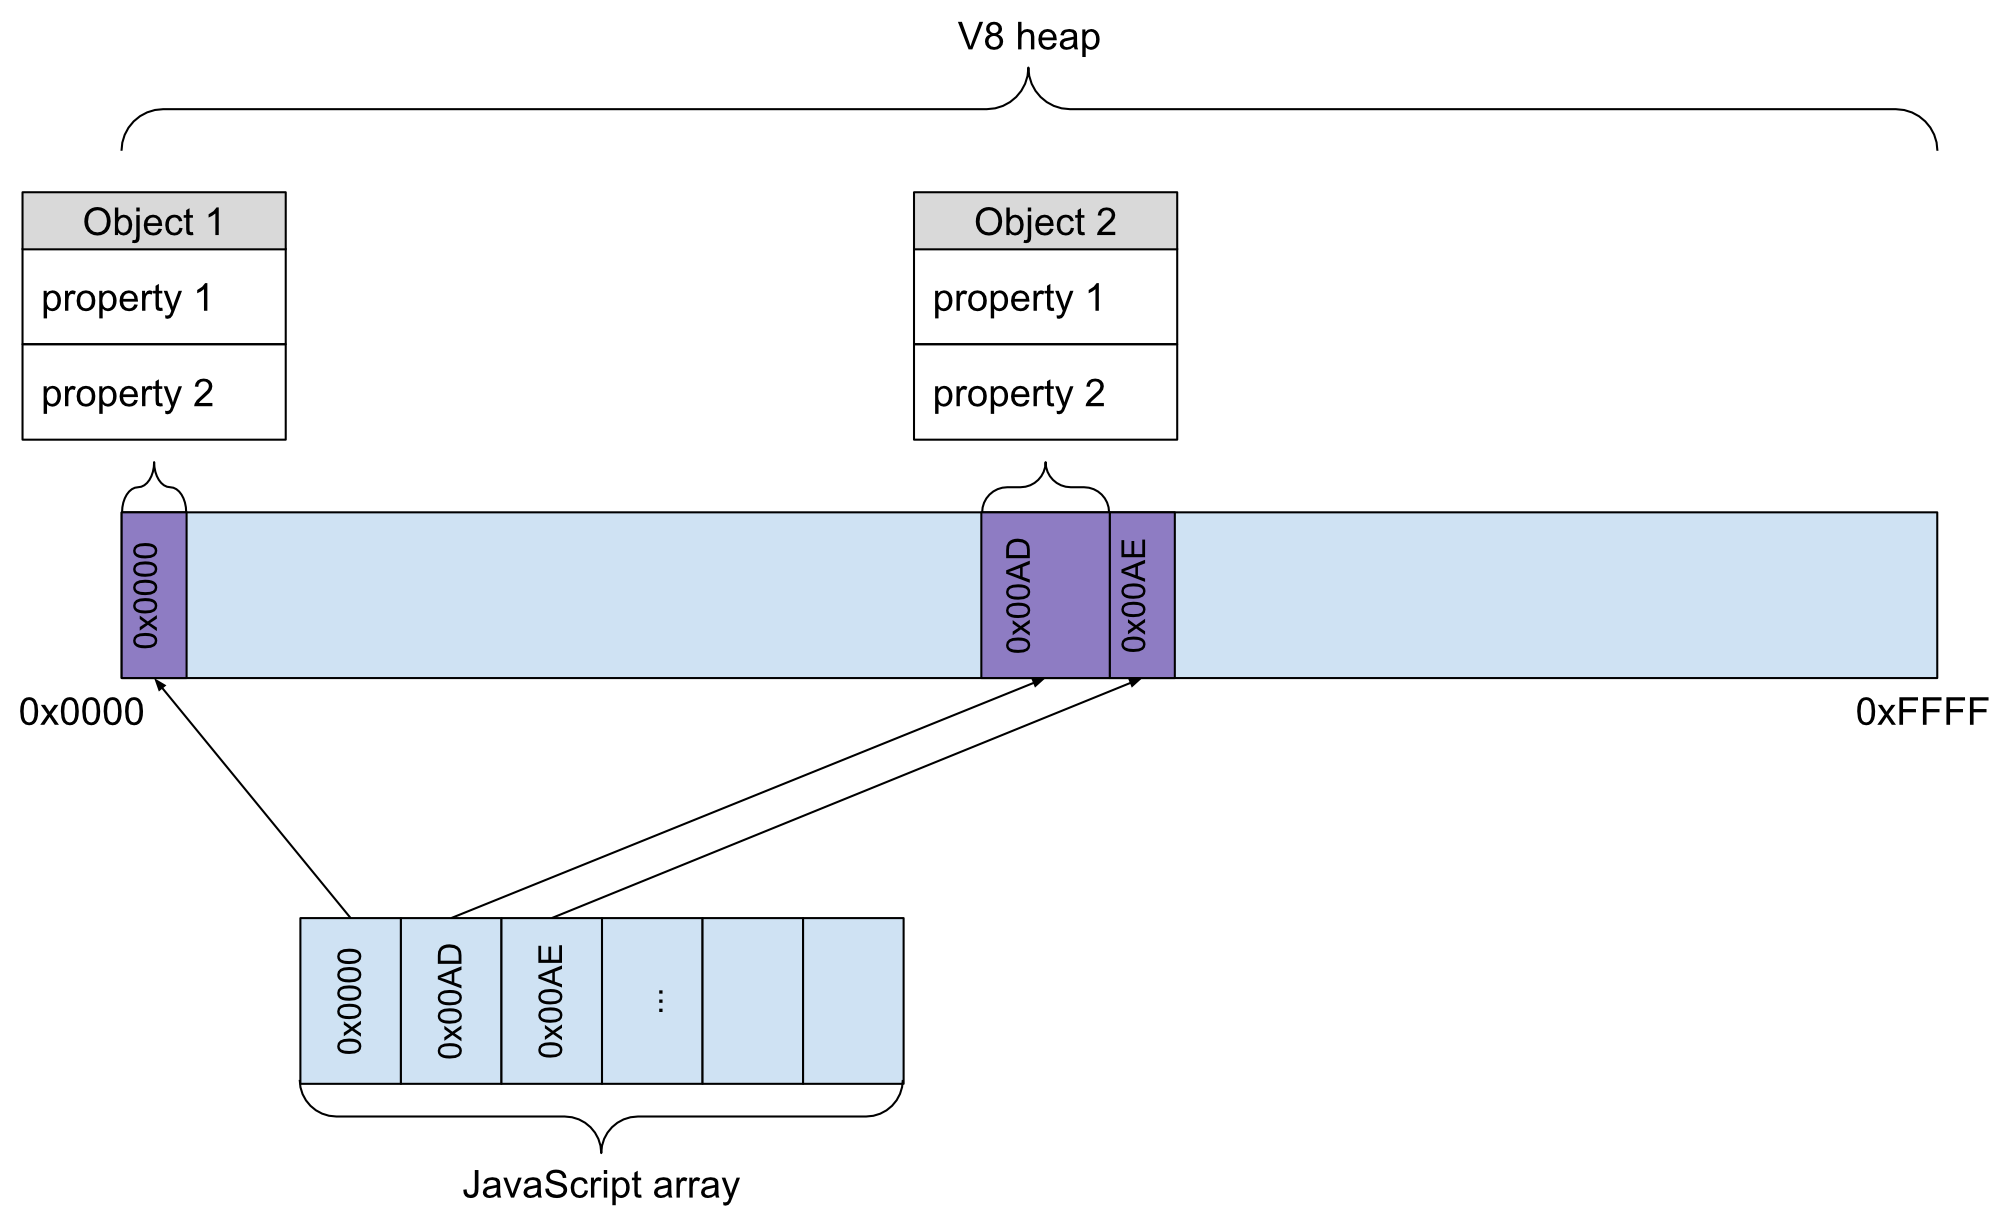 V8 heap
Object 1
property 1
property 2
Object 2
property 1
property 2
0x0000
0x00AD
0x00AE
0x0000
0xFFFF
0x0000
0x00AD
0x00AE
...
JavaScript array